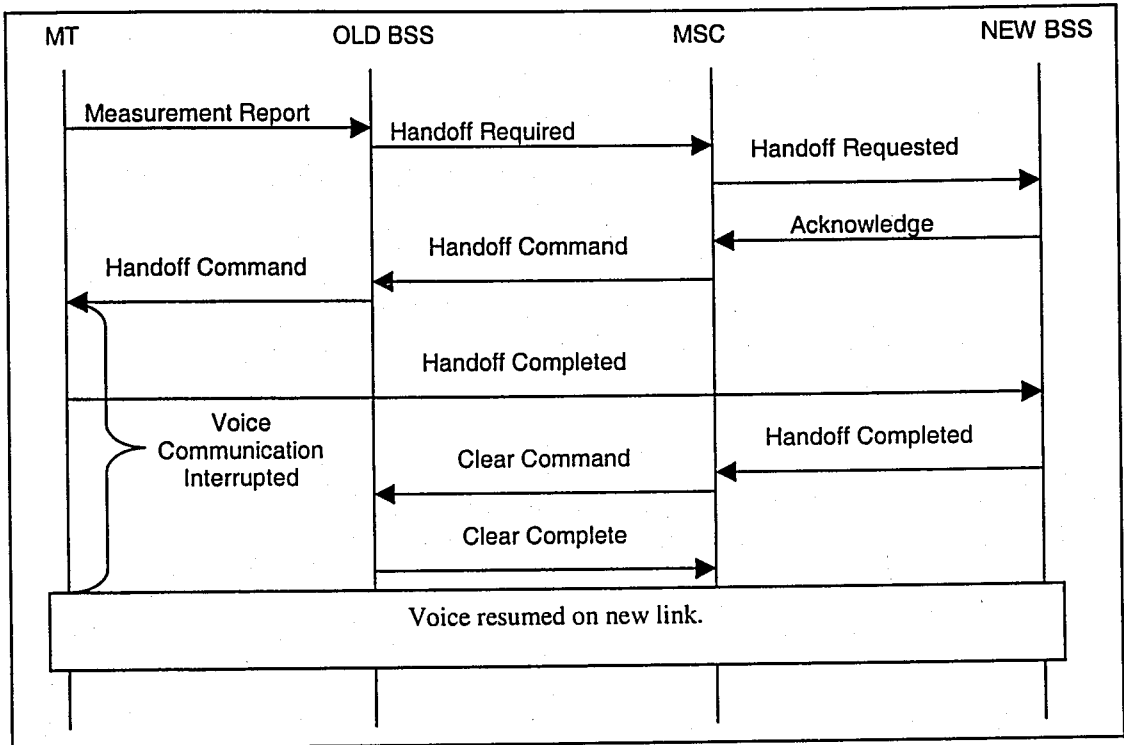 MT OLD BSS MSC NEW BSS
Measurement Report
Handoff Required
Handoff Requested
Acknowledge
Handoff Command
Handoff Command
Handoff Completed
Voice
Communication
Interrupted
Handoff Completed
Clear Command
Clear Complete
Voice resumed on new link.